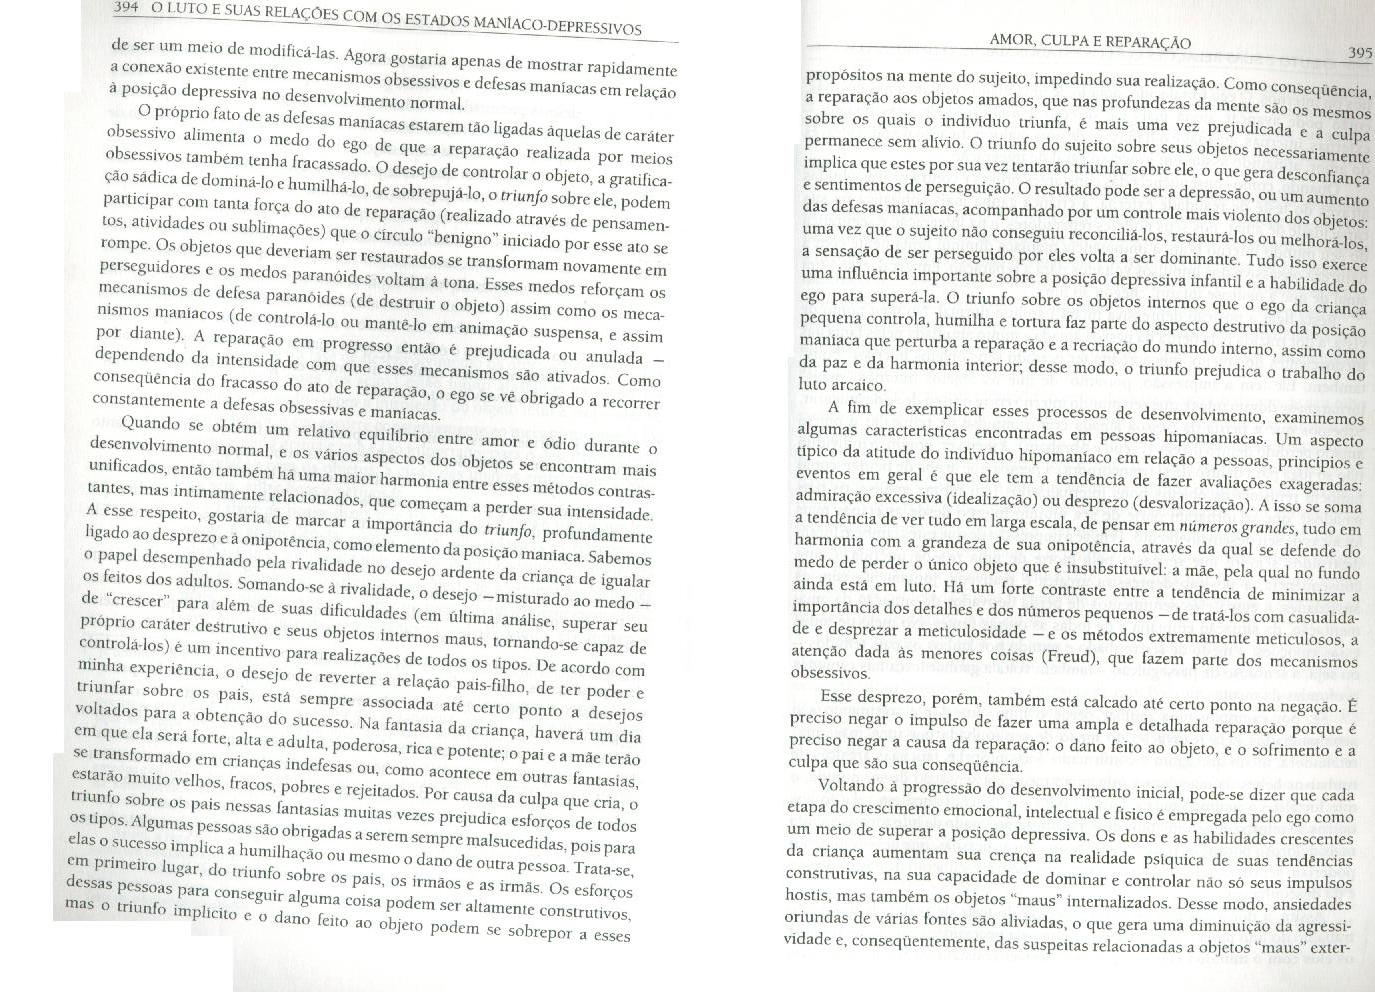 394 O LUTO E SUAS RELAÇÕES COM OS ESTADOS MANÍACO-DEPRESSIVOS
de ser um meio de modificá-las. Agora gostaria apenas de mostrar rapidamente
a conexão existente entre mecanismos obsessivos e defesas maníacas em relação
à posição depressiva no desenvolvimento normal.
O próprio fato de as defesas maníacas estarem tão ligadas àquelas de caráter
obsessivo alimenta o medo do ego de que a reparação realizada por meios
obsessivos também tenha fracassado. O desejo de controlar o objeto, a gratifica-
ção sádica de dominá-lo e humilhá-lo, de sobrepujá-lo, o triunfo sobre ele, podem
participar com tanta força do ato de reparação (realizado através de pensamen-
tos, atividades ou sublimações) que o círculo “benigno” iniciado por esse ato se
rompe. Os objetos que deveriam ser restaurados se transformam novamente em
perseguidores e os medos paranóides voltam à tona. Esses medos reforçam os
mecanismos de defesa paranóides (de destruir o objeto) assim como os meca-
nismos maníacos (de controlá-lo ou mantê-lo em animação suspensa, e assim
por diante). A reparação em progresso então é prejudicada ou anulada —
dependendo da intensidade com que esses mecanismos são ativados. Como
conseqüência do fracasso do ato de reparação, o ego se vê obrigado a recorrer
constantemente a defesas obsessivas e maníacas.
Quando se obtém um relativo equilíbrio entre amor e ódio durante o
desenvolvimento normal, e os vários aspectos dos objetos se encontram mais
unificados, então também há uma maior harmonia entre esses métodos contras-
tantes, mas intimamente relacionados, que começam a perder sua intensidade.
A esse respeito, gostaria de marcar a importância do triunfo, profundamente
ligado ao desprezo e à onipotência, como elemento da posição maníaca. Sabemos
o papel desempenhado pela rivalidade no desejo ardente da criança de igualar
os feitos dos adultos. Somando-se à rivalidade, o desejo — misturado ao medo —
de “crescer” para além de suas dificuldades (em última análise, superar seu
próprio caráter destrutivo e seus objetos internos maus, tornando-se capaz de
controlá-los) é um incentivo para realizações de todos os tipos. De acordo com
minha experiência, o desejo de reverter a relação pais-filho, de ter poder e
triunfar sobre os pais, está sempre associada até certo ponto a desejos
voltados para a obtenção do sucesso. Na fantasia da criança, haverá um dia
em que ela será forte, alta e adulta, poderosa, rica e potente; o pai e a mãe terão
se transformado em crianças indefesas ou, como acontece em outras fantasias,
estarão muito velhos, fracos, pobres e rejeitados. Por causa da culpa que cria, o
triunfo sobre os pais nessas fantasias muitas vezes prejudica esforços de todos
os tipos. Algumas pessoas são obrigadas a serem sempre malsucedidas, pois para
elas o sucesso implica a humilhação ou mesmo o dano de outra pessoa. Trata-se,
em primeiro lugar, do triunfo sobre os pais, os irmãos e as irmãs. Os esforços
dessas pessoas para conseguir alguma coisa podem ser altamente construtivos,
mas o triunfo implícito e o dano feito ao objeto podem se sobrepor a esses
AMOR, CULPA E REPARAÇÃO 395
propósitos na mente do sujeito, impedindo sua realização. Como conseqüência,
a reparação aos objetos amados, que nas profundezas da mente são os mesmos
sobre os quais o indivíduo triunfa, é mais uma vez prejudicada e a culpa
permanece sem alívio. O triunfo do sujeito sobre seus objetos necessariamente
implica que estes por sua vez tentarão triunfar sobre ele, o que gera desconfiança
e sentimentos de perseguição. O resultado pode ser a depressão, ou um aumento
das defesas maníacas, acompanhado por um controle mais violento dos objetos:
uma vez que o sujeito não conseguiu reconciliá-los, restaurá-los ou melhorá-los,
a sensação de ser perseguido por eles volta a ser dominante. Tudo isso exerce
uma influência importante sobre a posição depressiva infantil e a habilidade do
ego para superá-la. O triunfo sobre os objetos internos que o ego da criança
pequena controla, humilha e tortura faz parte do aspecto destrutivo da posição
maníaca que perturba a reparação e a recriação do mundo interno, assim como
da paz e da harmonia interior; desse modo, o triunfo prejudica o trabalho do
luto arcaico.
A fim de exemplicar esses processos de desenvolvimento, examinemos
algumas características encontradas em pessoas hipomaníacas. Um aspecto
típico da atitude do indivíduo hipomaníaco em relação a pessoas, princípios e
eventos em geral é que ele tem a tendência de fazer avaliações exageradas:
admiração excessiva (idealização) ou desprezo (desvalorização). A isso se soma
a tendência de ver tudo em larga escala, de pensar em números grandes, tudo em
harmonia com a grandeza de sua onipotência, através da qual se defende do
medo de perder o único objeto que é insubstituível: a mãe, pela qual no fundo
ainda está em luto. Há um forte contraste entre a tendência de minimizar a
importância dos detalhes e dos números pequenos — de tratá-los com casualida-
de e desprezar a meticulosidade — e os métodos extremamente meticulosos, a
atenção dada às menores coisas (Freud), que fazem parte dos mecanismos
obsessivos.
Esse desprezo, porém, também está calcado até certo ponto na negação. É
preciso negar o impulso de fazer uma ampla e detalhada reparação porque é
preciso negar a causa da reparação: o dano feito ao objeto, e o sofrimento e a
culpa que são sua conseqüência.
Voltando à progressão do desenvolvimento inicial, pode-se dizer que cada
etapa do crescimento emocional, intelectual e físico é empregada pelo ego como
um meio de superar a posição depressiva. Os dons e as habilidades crescentes
da criança aumentam sua crença na realidade psíquica de suas tendências
construtivas, na sua capacidade de dominar e controlar não só seus impulsos
hostis, mas também os objetos “maus” internalizados. Desse modo, ansiedades
oriundas de várias fontes são aliviadas, o que gera uma diminuição da agressi-
vidade e, conseqüentemente, das suspeitas relacionadas a objetos “maus” exter-